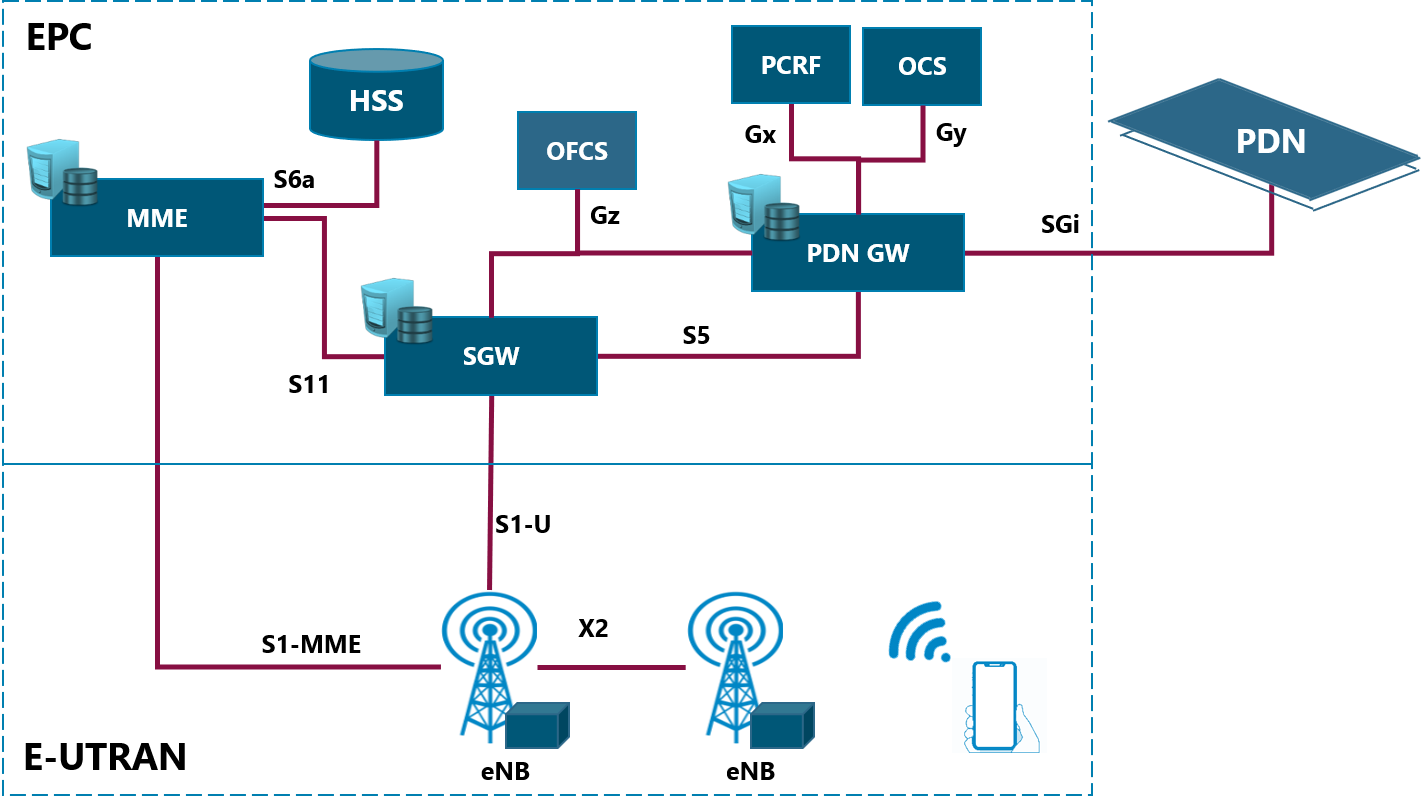 EPC
PCRF
OCS
HSS
Gx
Gy
PDN
OFCS
S6a
MME
Gz
SGi
PDN GW
S5
SGW
S11
S1-U
X2
S1-MME
E-UTRAN
eNB
eNB